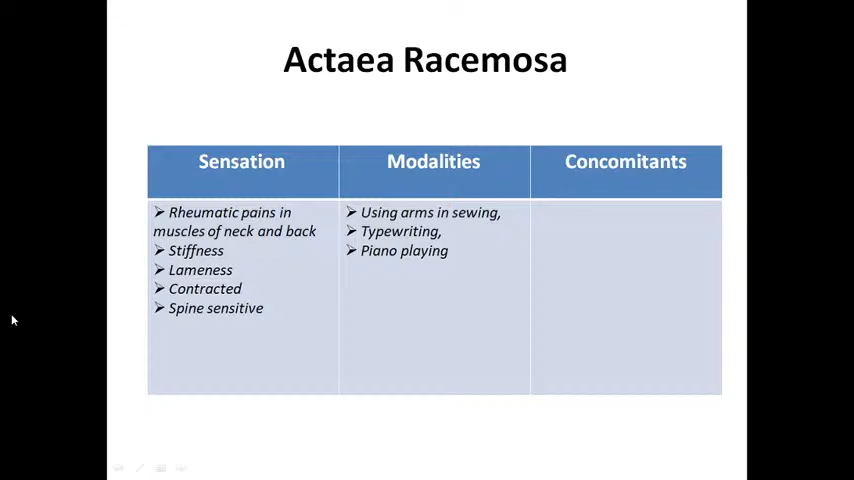 Actaea Racemosa
Sensation
Modalities
Concomitants
➢ Rheumatic pains in
muscles of neck and back
➢ Stiffness
➢ Lameness
➢ Contracted
➢ Spine sensitive
➢ Using arms in sewing,
➢ Typewriting,
➢ Piano playing